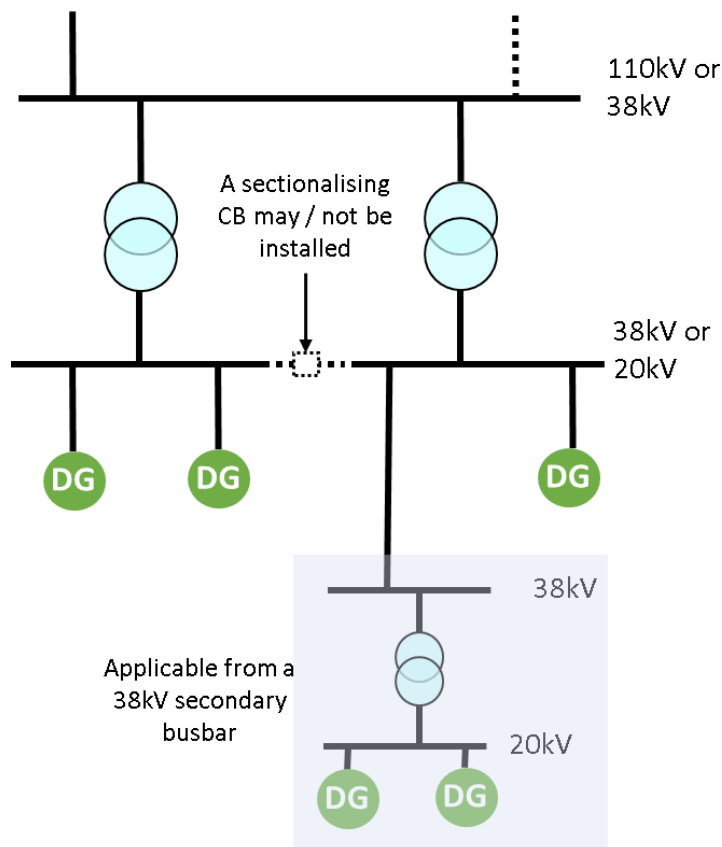 110kV or
38kV
A sectionalising
CB may / not be
installed
38kV or
20kV
DG
DG
DG
38kV
Applicable from a
38kV secondary
busbar
20kV
DG
DG